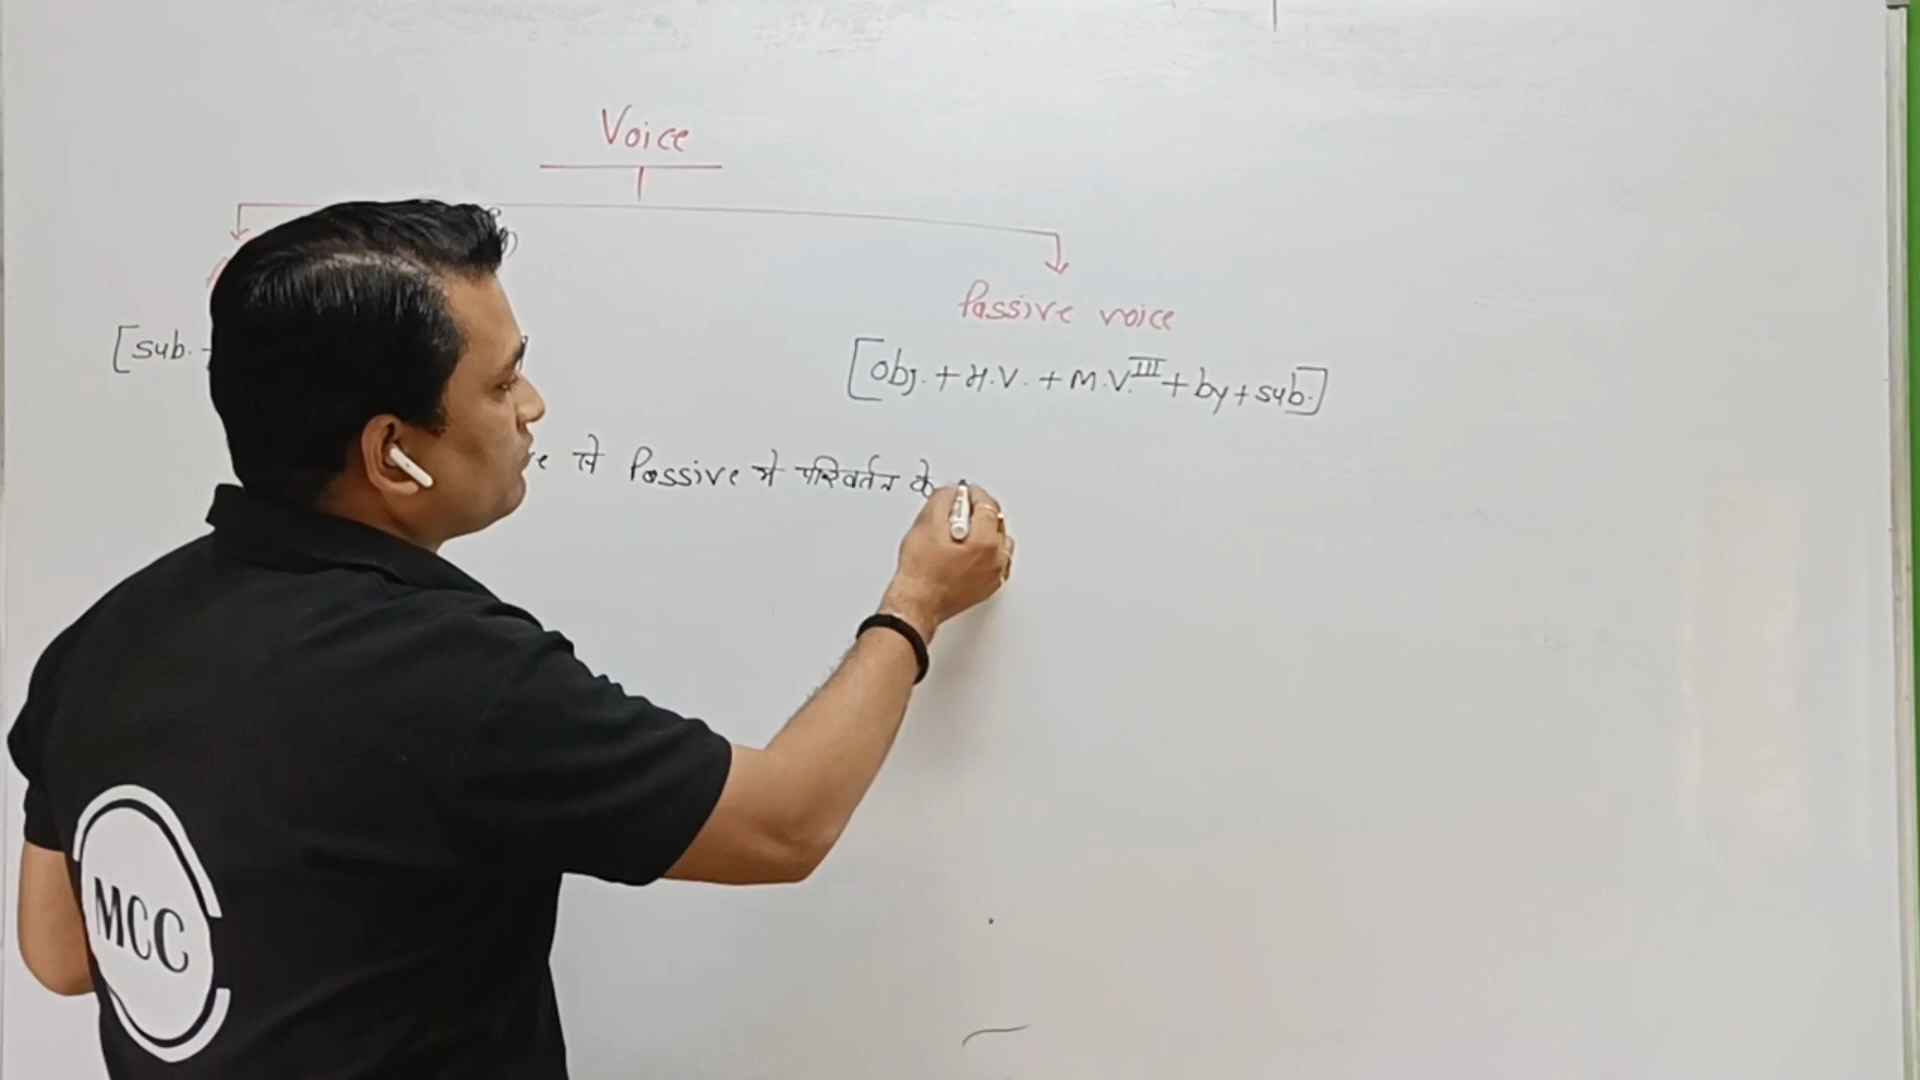 Voice
Passive voice
[sub.
[obj. + H.V. + M.V.III + by + sub.]
से Passive मे परिवर्तन के
MCC